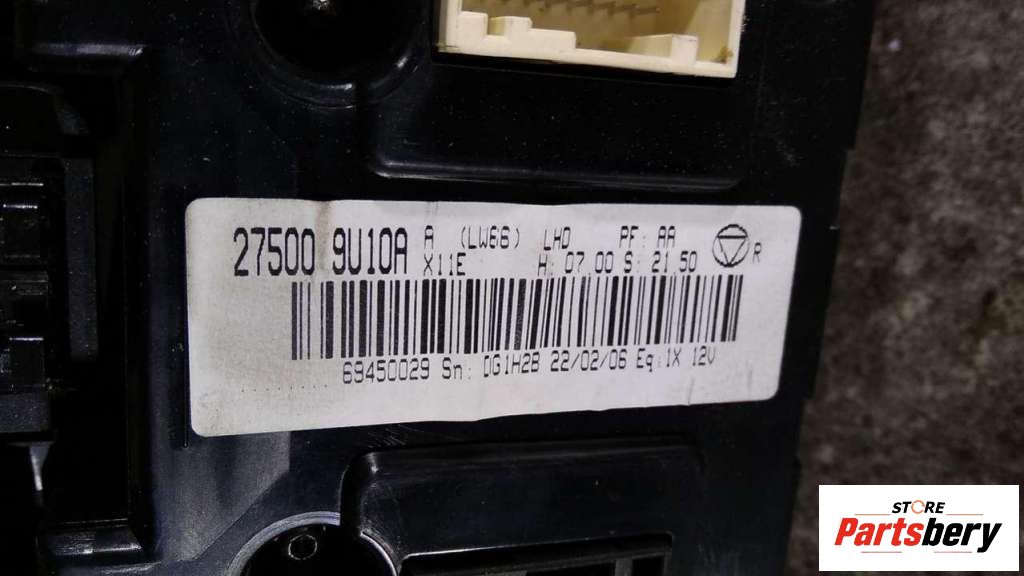 27500 9U10A A (LW66) LHD PF: AA
X11E H: 07.00 S: 21.50 R
69450029 Sn: DG1H2B 22/02/06 Eq:1X 12V
STORE
Partsbery